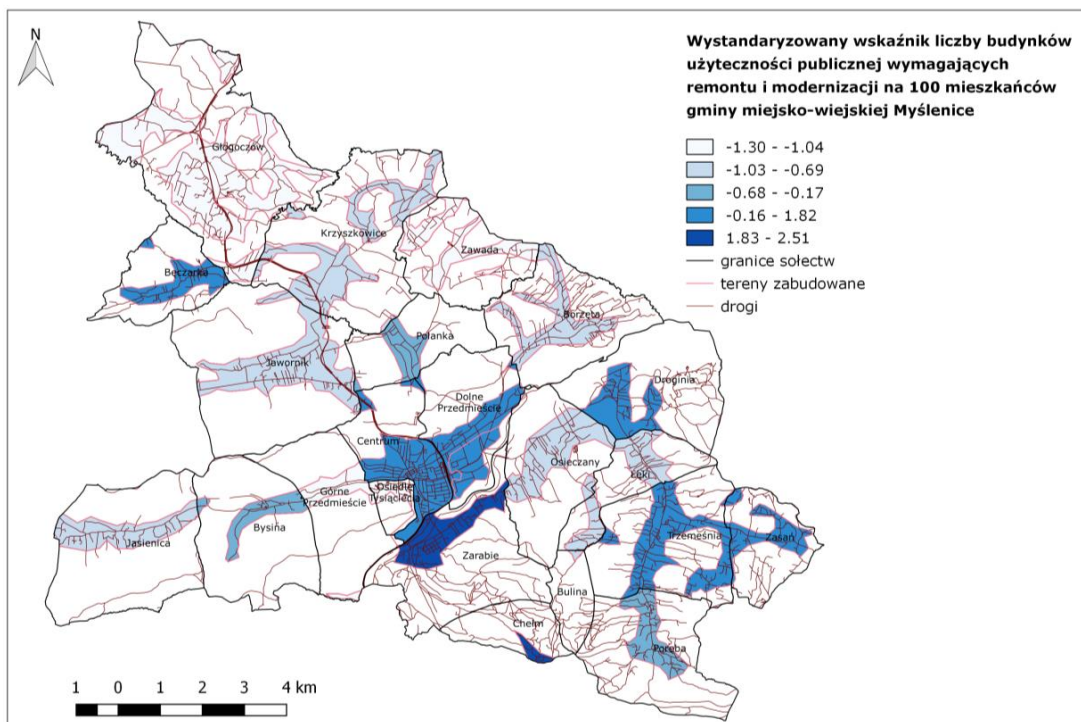 N
Wystandaryzowany wskaźnik liczby budynków
użyteczności publicznej wymagających
remontu i modernizacji na 100 mieszkańców
gminy miejsko-wiejskiej Myślenice
-1.30 - -1.04
-1.03 - -0.69
-0.68 - -0.17
-0.16 - 1.82
1.83 - 2.51
granice sołectw
tereny zabudowane
drogi
Głogoczów
Krzyszkowice
Zawada
Bęczarka
Borzęta
Polanka
Jawornik
Droginia
Dolne
Przedmieście
Centrum
Osieczany
Łęki
Osiedle
Tysiąclecia
Górne
Przedmieście
Bysina
Jasienica
Trzemeśnia
Zasań
Zarabie
Bulina
Chełm
Poręba
1 0 1 2 3 4 km